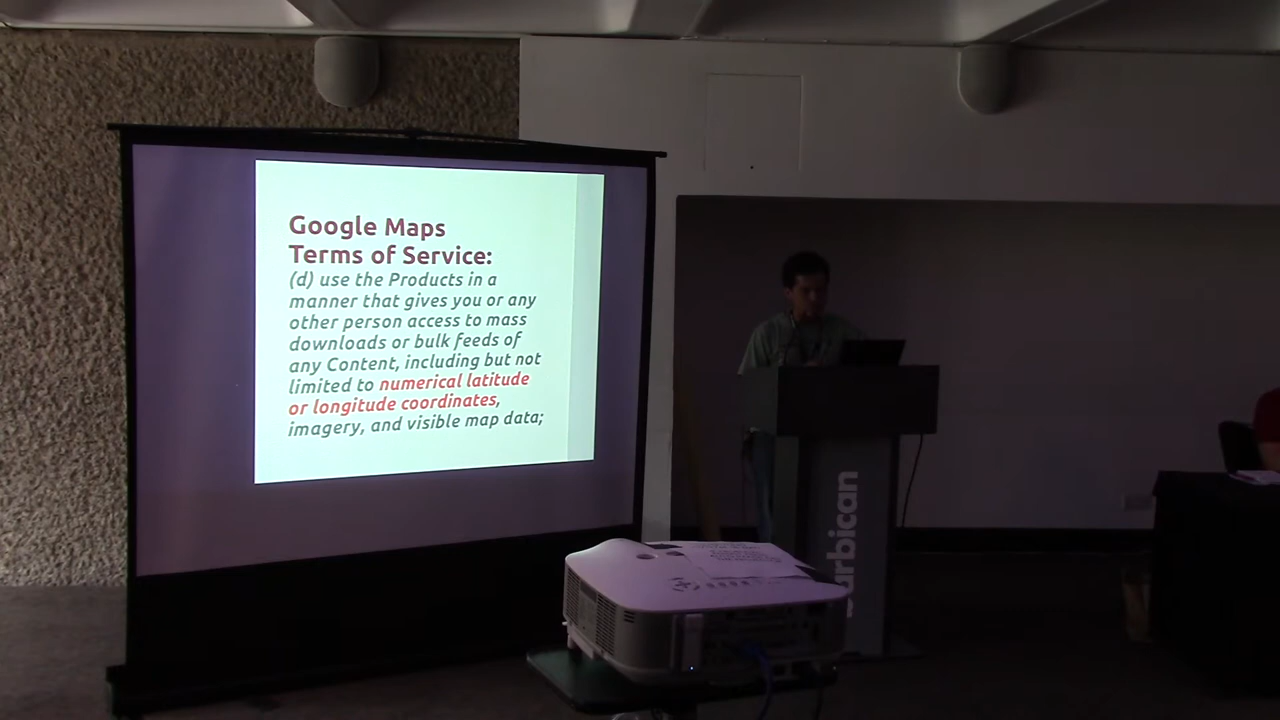 Google Maps
Terms of Service:
(d) use the Products in a
manner that gives you or any
other person access to mass
downloads or bulk feeds of
any Content, including but not
limited to numerical latitude
or longitude coordinates,
imagery, and visible map data;
arbican